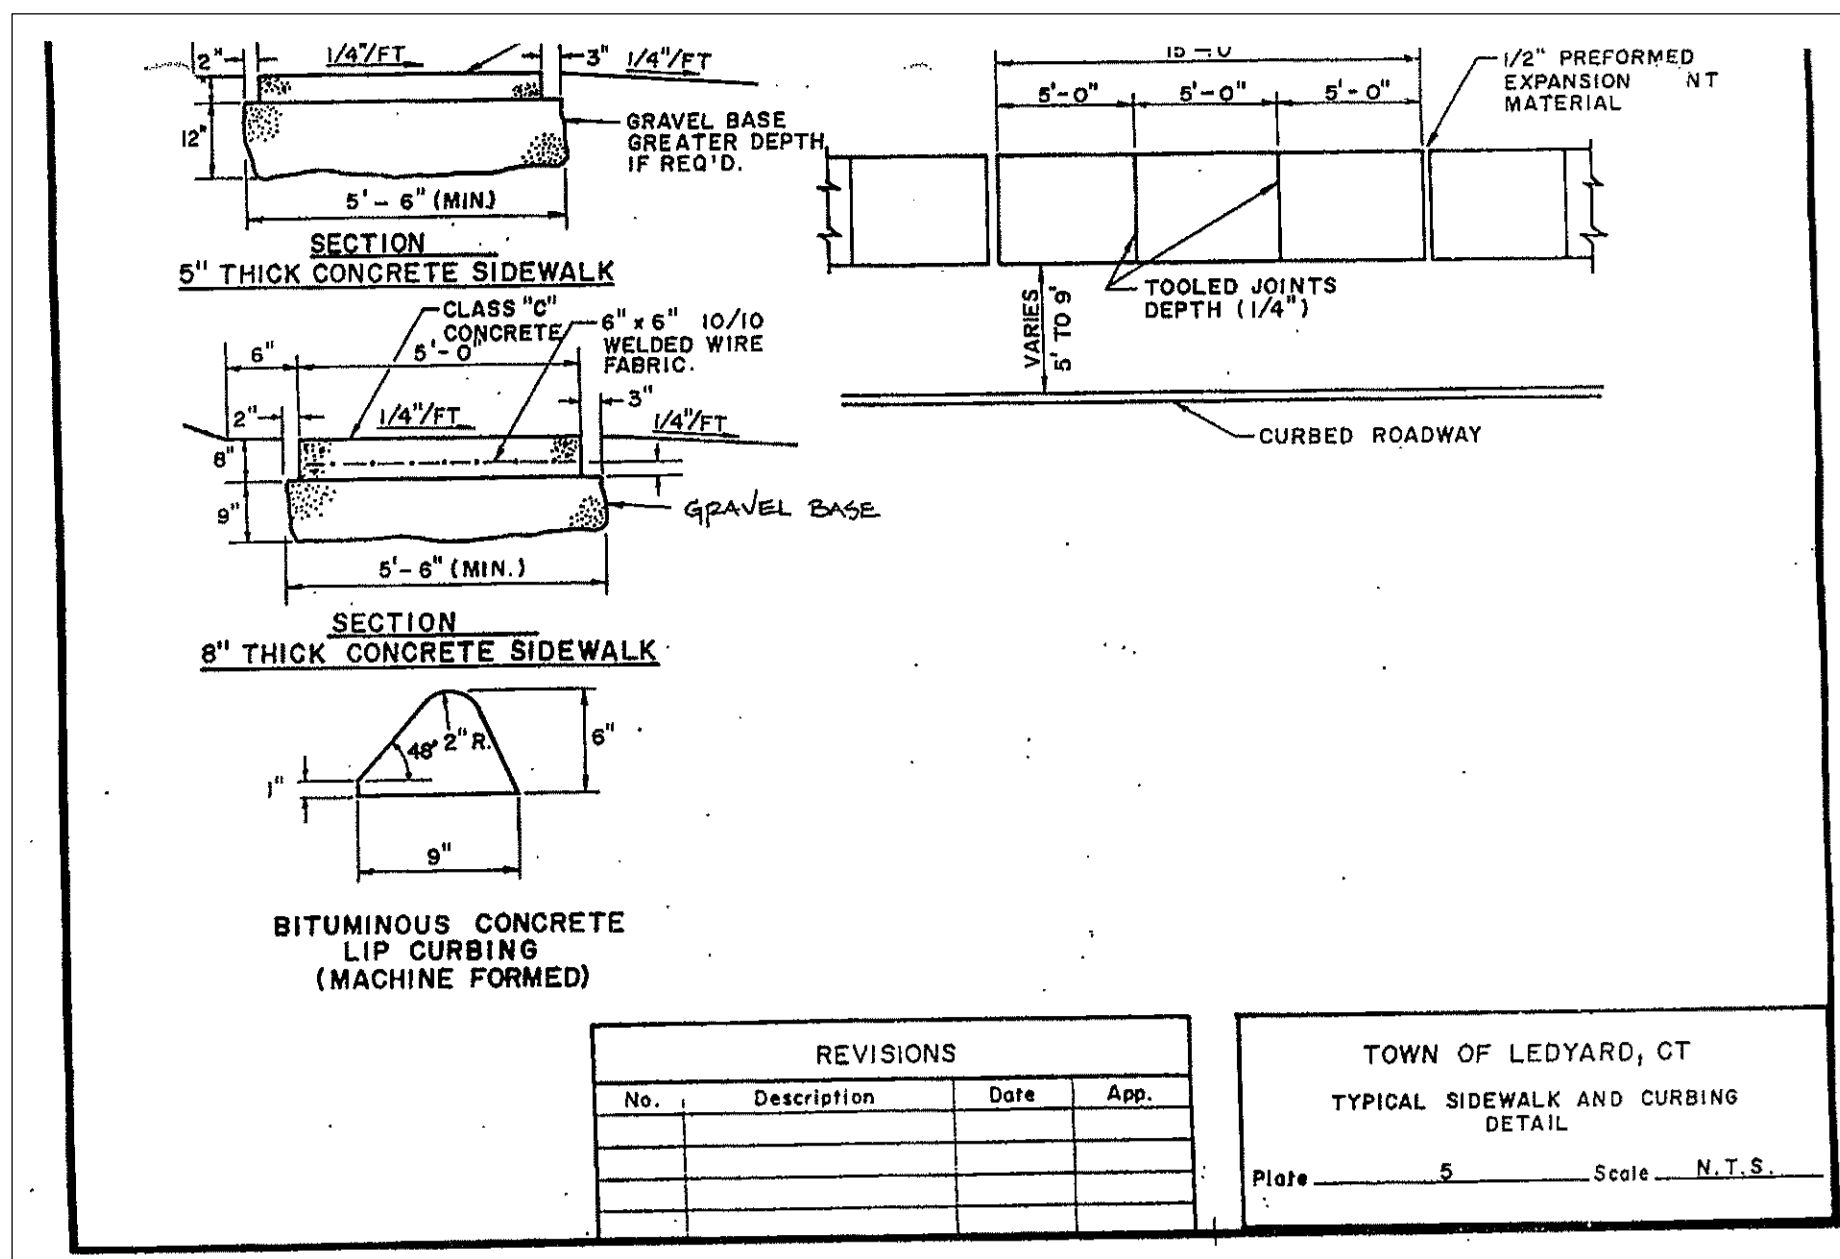 2"
1/4"/FT
3"
1/4"/FT
12"
GRAVEL BASE
GREATER DEPTH
IF REQ'D.
5'-6" (MIN.)
SECTION
5" THICK CONCRETE SIDEWALK
CLASS "C"
CONCRETE
6" x 6" 10/10
WELDED WIRE
FABRIC.
6"
5'-0"
2"
1/4"/FT
3"
1/4"/FT
8"
9"
GRAVEL BASE
5'-6" (MIN.)
SECTION
8" THICK CONCRETE SIDEWALK
48°
2" R.
6"
1"
9"
BITUMINOUS CONCRETE
LIP CURBING
(MACHINE FORMED)
5'-0"
5'-0"
5'-0"
1/2" PREFORMED
EXPANSION NT
MATERIAL
TOOLED JOINTS
DEPTH (1/4")
VARIES
5' TO 9'
CURBED ROADWAY
REVISIONS
No. Description Date App.
TOWN OF LEDYARD, CT
TYPICAL SIDEWALK AND CURBING
DETAIL
Plate 5 Scale N.T.S.